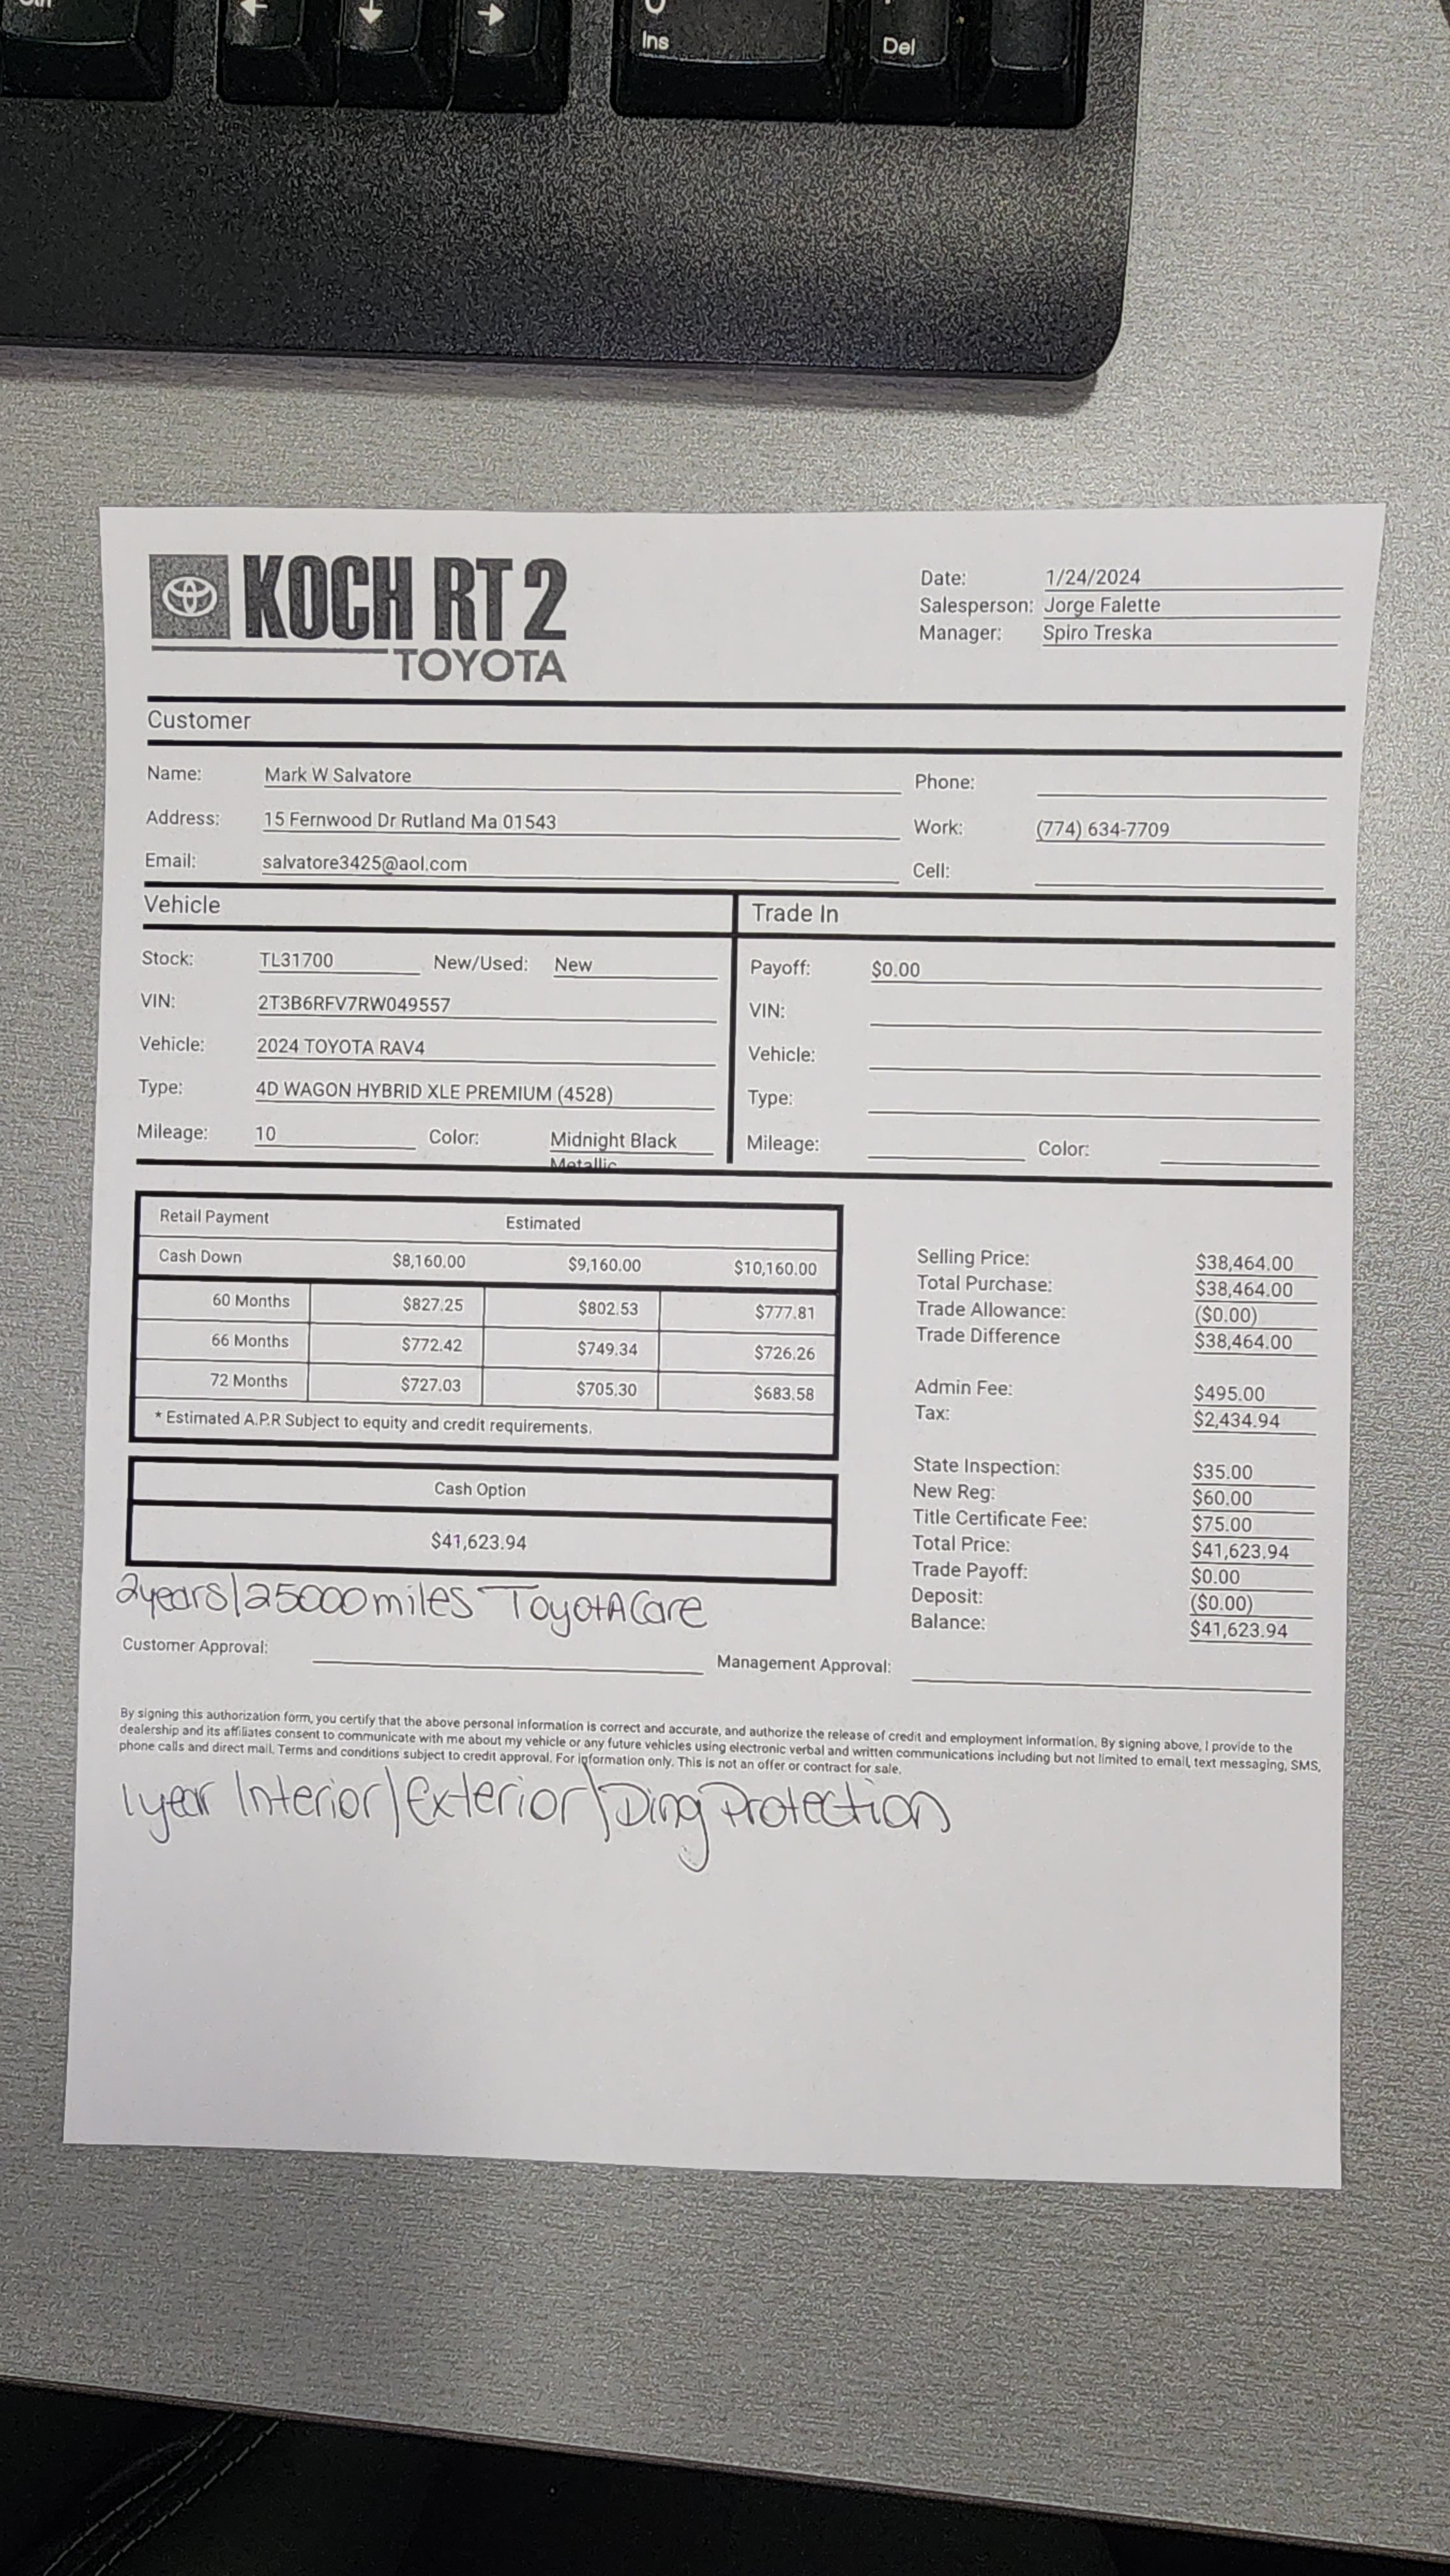 Ins
Del
KOCH RT 2
TOYOTA
Date: 1/24/2024
Salesperson: Jorge Falette
Manager: Spiro Treska
Customer
Name: Mark W Salvatore Phone:
Address: 15 Fernwood Dr Rutland Ma 01543 Work: (774) 634-7709
Email: salvatore3425@aol.com Cell:
Vehicle Trade In
Stock: TL31700 New/Used: New Payoff: $0.00
VIN: 2T3B6RFV7RW049557 VIN:
Vehicle: 2024 TOYOTA RAV4 Vehicle:
Type: 4D WAGON HYBRID XLE PREMIUM (4528) Type:
Mileage: 10 Color: Midnight Black Mileage: Color:
Metallic
Retail Payment Estimated
Cash Down $8,160.00 $9,160.00 $10,160.00
60 Months $827.25 $802.53 $777.81
66 Months $772.42 $749.34 $726.26
72 Months $727.03 $705.30 $683.58
* Estimated A.P.R Subject to equity and credit requirements.
Cash Option
$41,623.94
Selling Price: $38,464.00
Total Purchase: $38,464.00
Trade Allowance: ($0.00)
Trade Difference $38,464.00
Admin Fee: $495.00
Tax: $2,434.94
State Inspection: $35.00
New Reg: $60.00
Title Certificate Fee: $75.00
Total Price: $41,623.94
Trade Payoff: $0.00
Deposit: ($0.00)
Balance: $41,623.94
2years/25000miles ToyotACare
Customer Approval: Management Approval:
By signing this authorization form, you certify that the above personal information is correct and accurate, and authorize the release of credit and employment information. By signing above, I provide to the
dealership and its affiliates consent to communicate with me about my vehicle or any future vehicles using electronic verbal and written communications including but not limited to email, text messaging, SMS,
phone calls and direct mail. Terms and conditions subject to credit approval. For information only. This is not an offer or contract for sale.
1year Interior/Exterior/Ding Protection